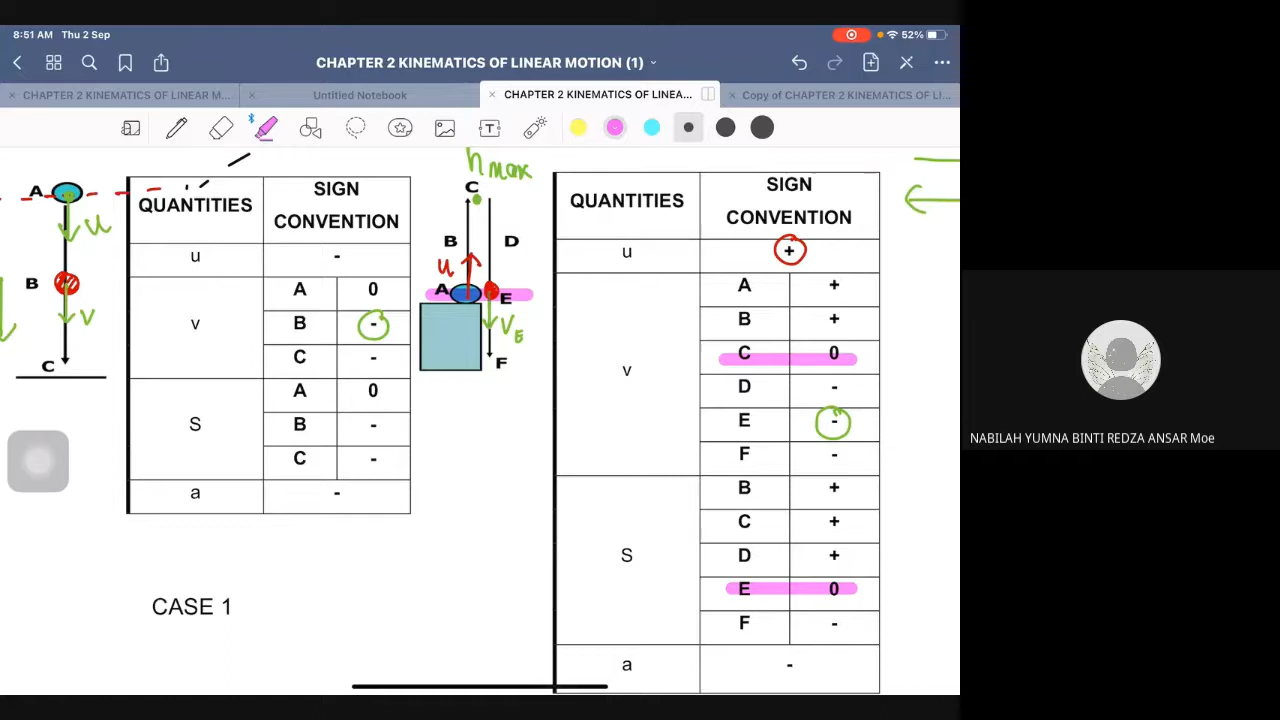 8:51 AM Thu 2 Sep
52%
CHAPTER 2 KINEMATICS OF LINEAR MOTION (1)
CHAPTER 2 KINEMATICS OF LINEAR M...
Untitled Notebook
CHAPTER 2 KINEMATICS OF LINEA...
Copy of CHAPTER 2 KINEMATICS OF LI...
A
u
B
v
C
QUANTITIES SIGN CONVENTION
u -
v
A 0
B -
C -
S
A 0
B -
C -
a -
CASE 1
hmax
C
B D
u
A E
VE
F
QUANTITIES SIGN CONVENTION
u +
v
A +
B +
C 0
D -
E -
F -
S
B +
C +
D +
E 0
F -
a -
NABILAH YUMNA BINTI REDZA ANSAR Moe